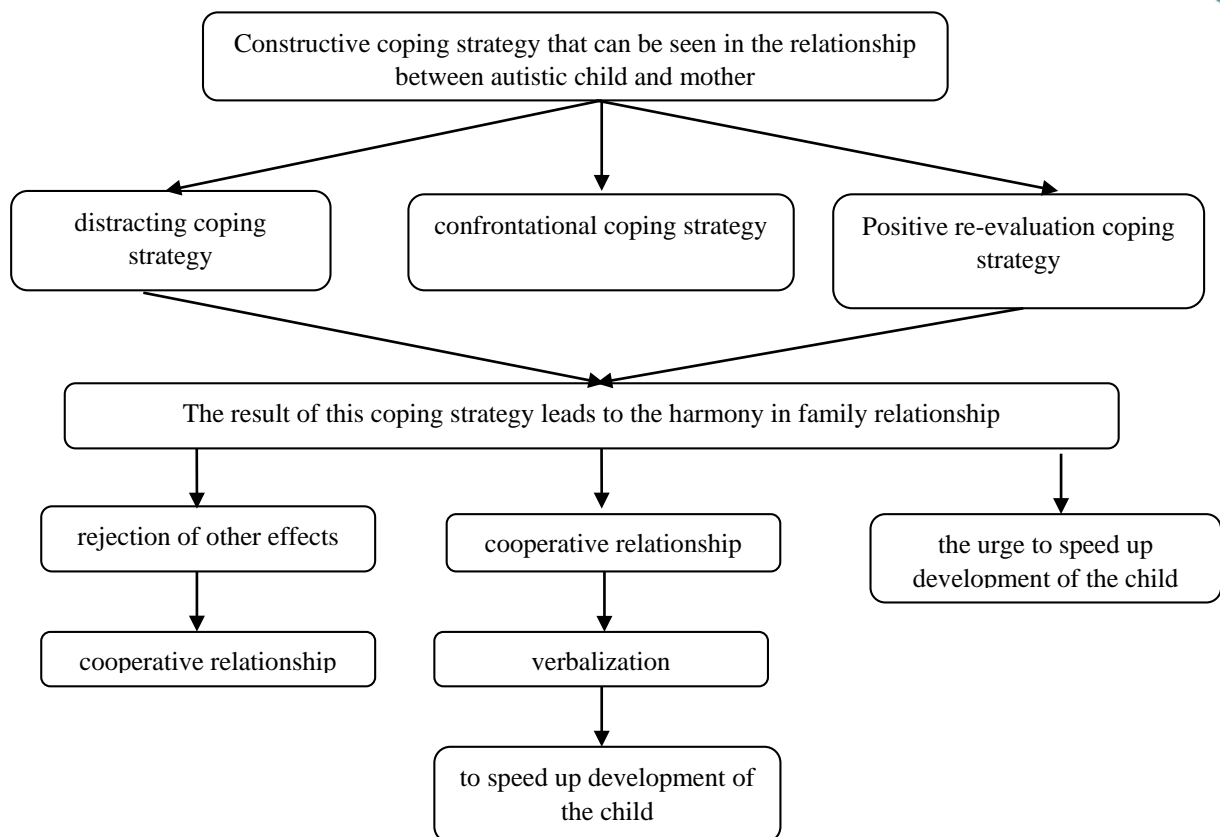 Constructive coping strategy that can be seen in the relationship
between autistic child and mother
distracting coping
strategy
confrontational coping strategy
Positive re-evaluation coping
strategy
The result of this coping strategy leads to the harmony in family relationship
rejection of other effects
cooperative relationship
the urge to speed up
development of the child
cooperative relationship
verbalization
to speed up development of
the child